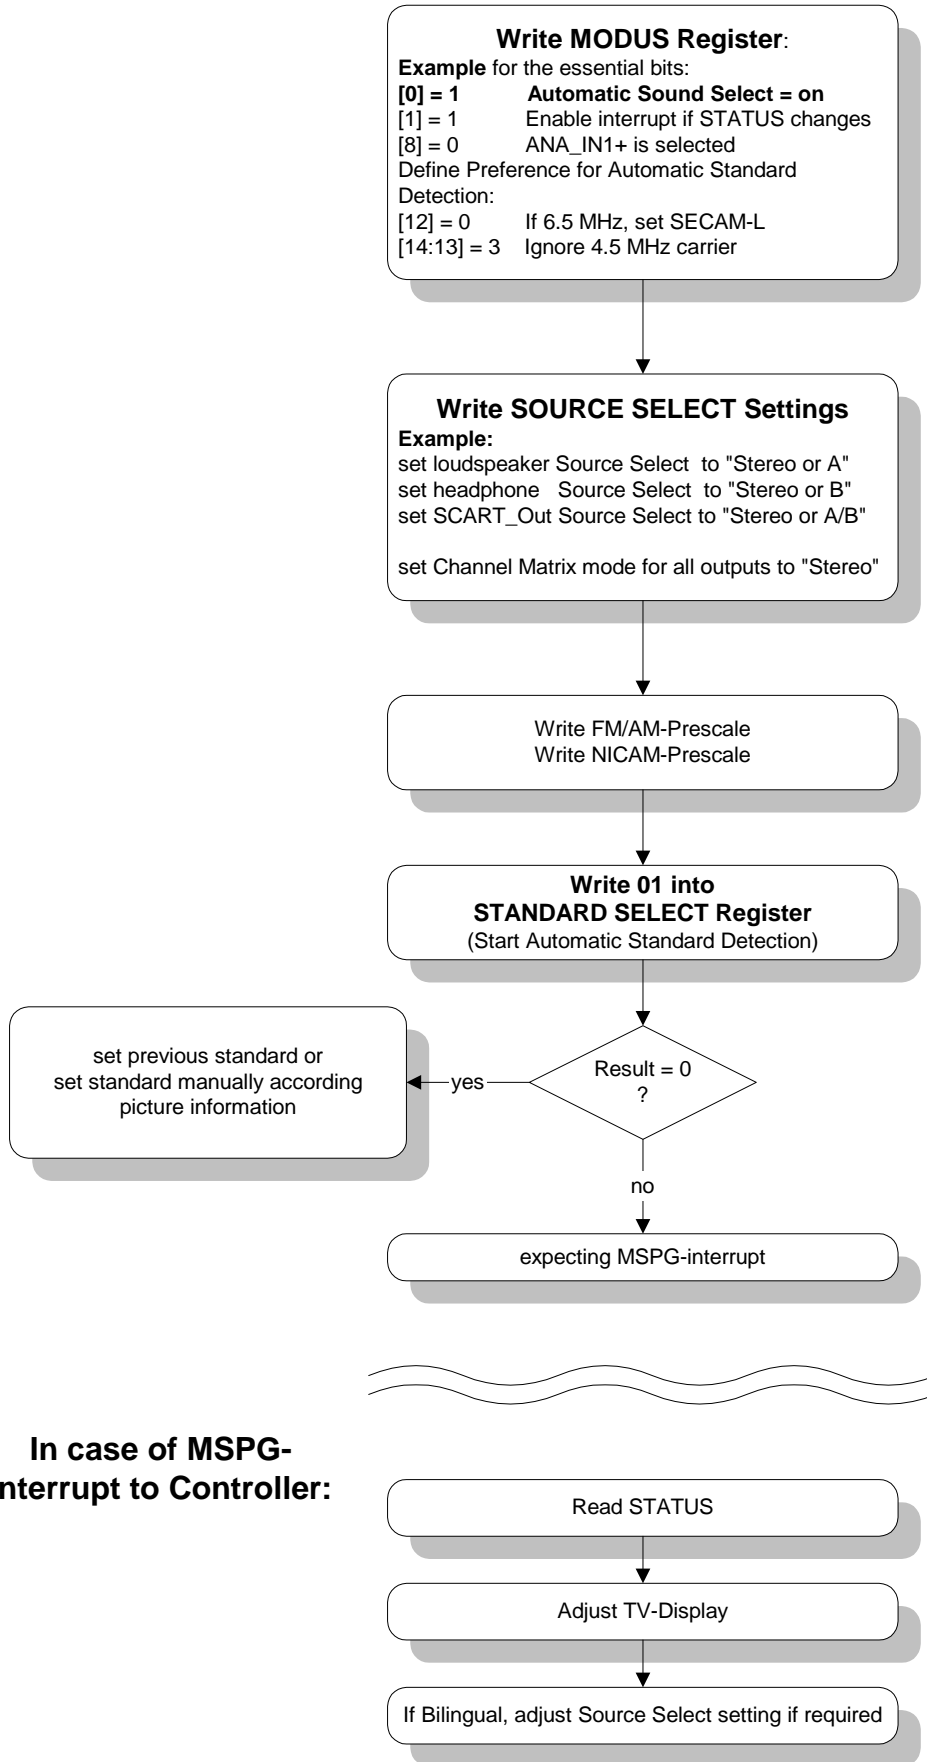 Write MODUS Register:
Example for the essential bits:
[0] = 1 Automatic Sound Select = on
[1] = 1 Enable interrupt if STATUS changes
[8] = 0 ANA_IN1+ is selected
Define Preference for Automatic Standard
Detection:
[12] = 0 If 6.5 MHz, set SECAM-L
[14:13] = 3 Ignore 4.5 MHz carrier
Write SOURCE SELECT Settings
Example:
set loudspeaker Source Select to "Stereo or A"
set headphone Source Select to "Stereo or B"
set SCART_Out Source Select to "Stereo or A/B"
set Channel Matrix mode for all outputs to "Stereo"
Write FM/AM-Prescale
Write NICAM-Prescale
Write 01 into
STANDARD SELECT Register
(Start Automatic Standard Detection)
Result = 0
?
yes
set previous standard or
set standard manually according
picture information
no
expecting MSPG-interrupt
In case of MSPG-
nterrupt to Controller:
Read STATUS
Adjust TV-Display
If Bilingual, adjust Source Select setting if required